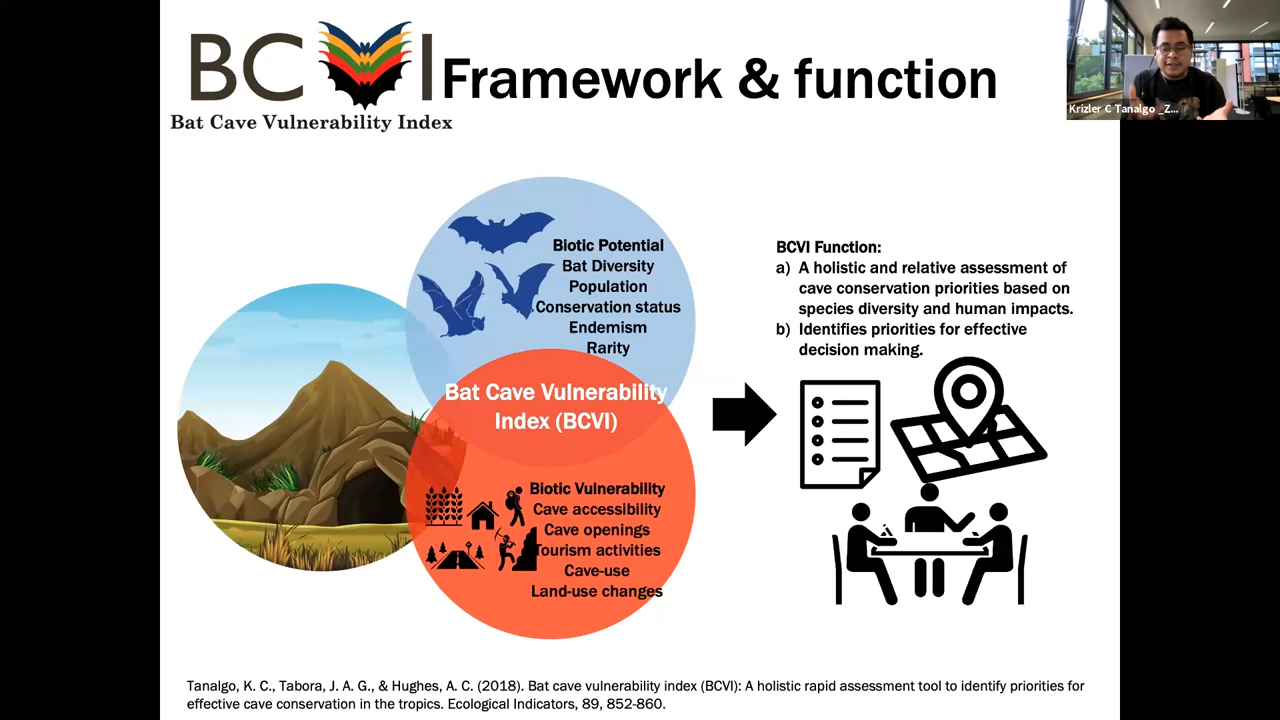 BCVI Framework & function
Bat Cave Vulnerability Index
Krizler C Tanalgo _Z...
Biotic Potential
Bat Diversity
Population
Conservation status
Endemism
Rarity
Bat Cave Vulnerability
Index (BCVI)
Biotic Vulnerability
Cave accessibility
Cave openings
Tourism activities
Cave-use
Land-use changes
BCVI Function:
a) A holistic and relative assessment of
cave conservation priorities based on
species diversity and human impacts.
b) Identifies priorities for effective
decision making.
Tanalgo, K. C., Tabora, J. A. G., & Hughes, A. C. (2018). Bat cave vulnerability index (BCVI): A holistic rapid assessment tool to identify priorities for
effective cave conservation in the tropics. Ecological Indicators, 89, 852-860.